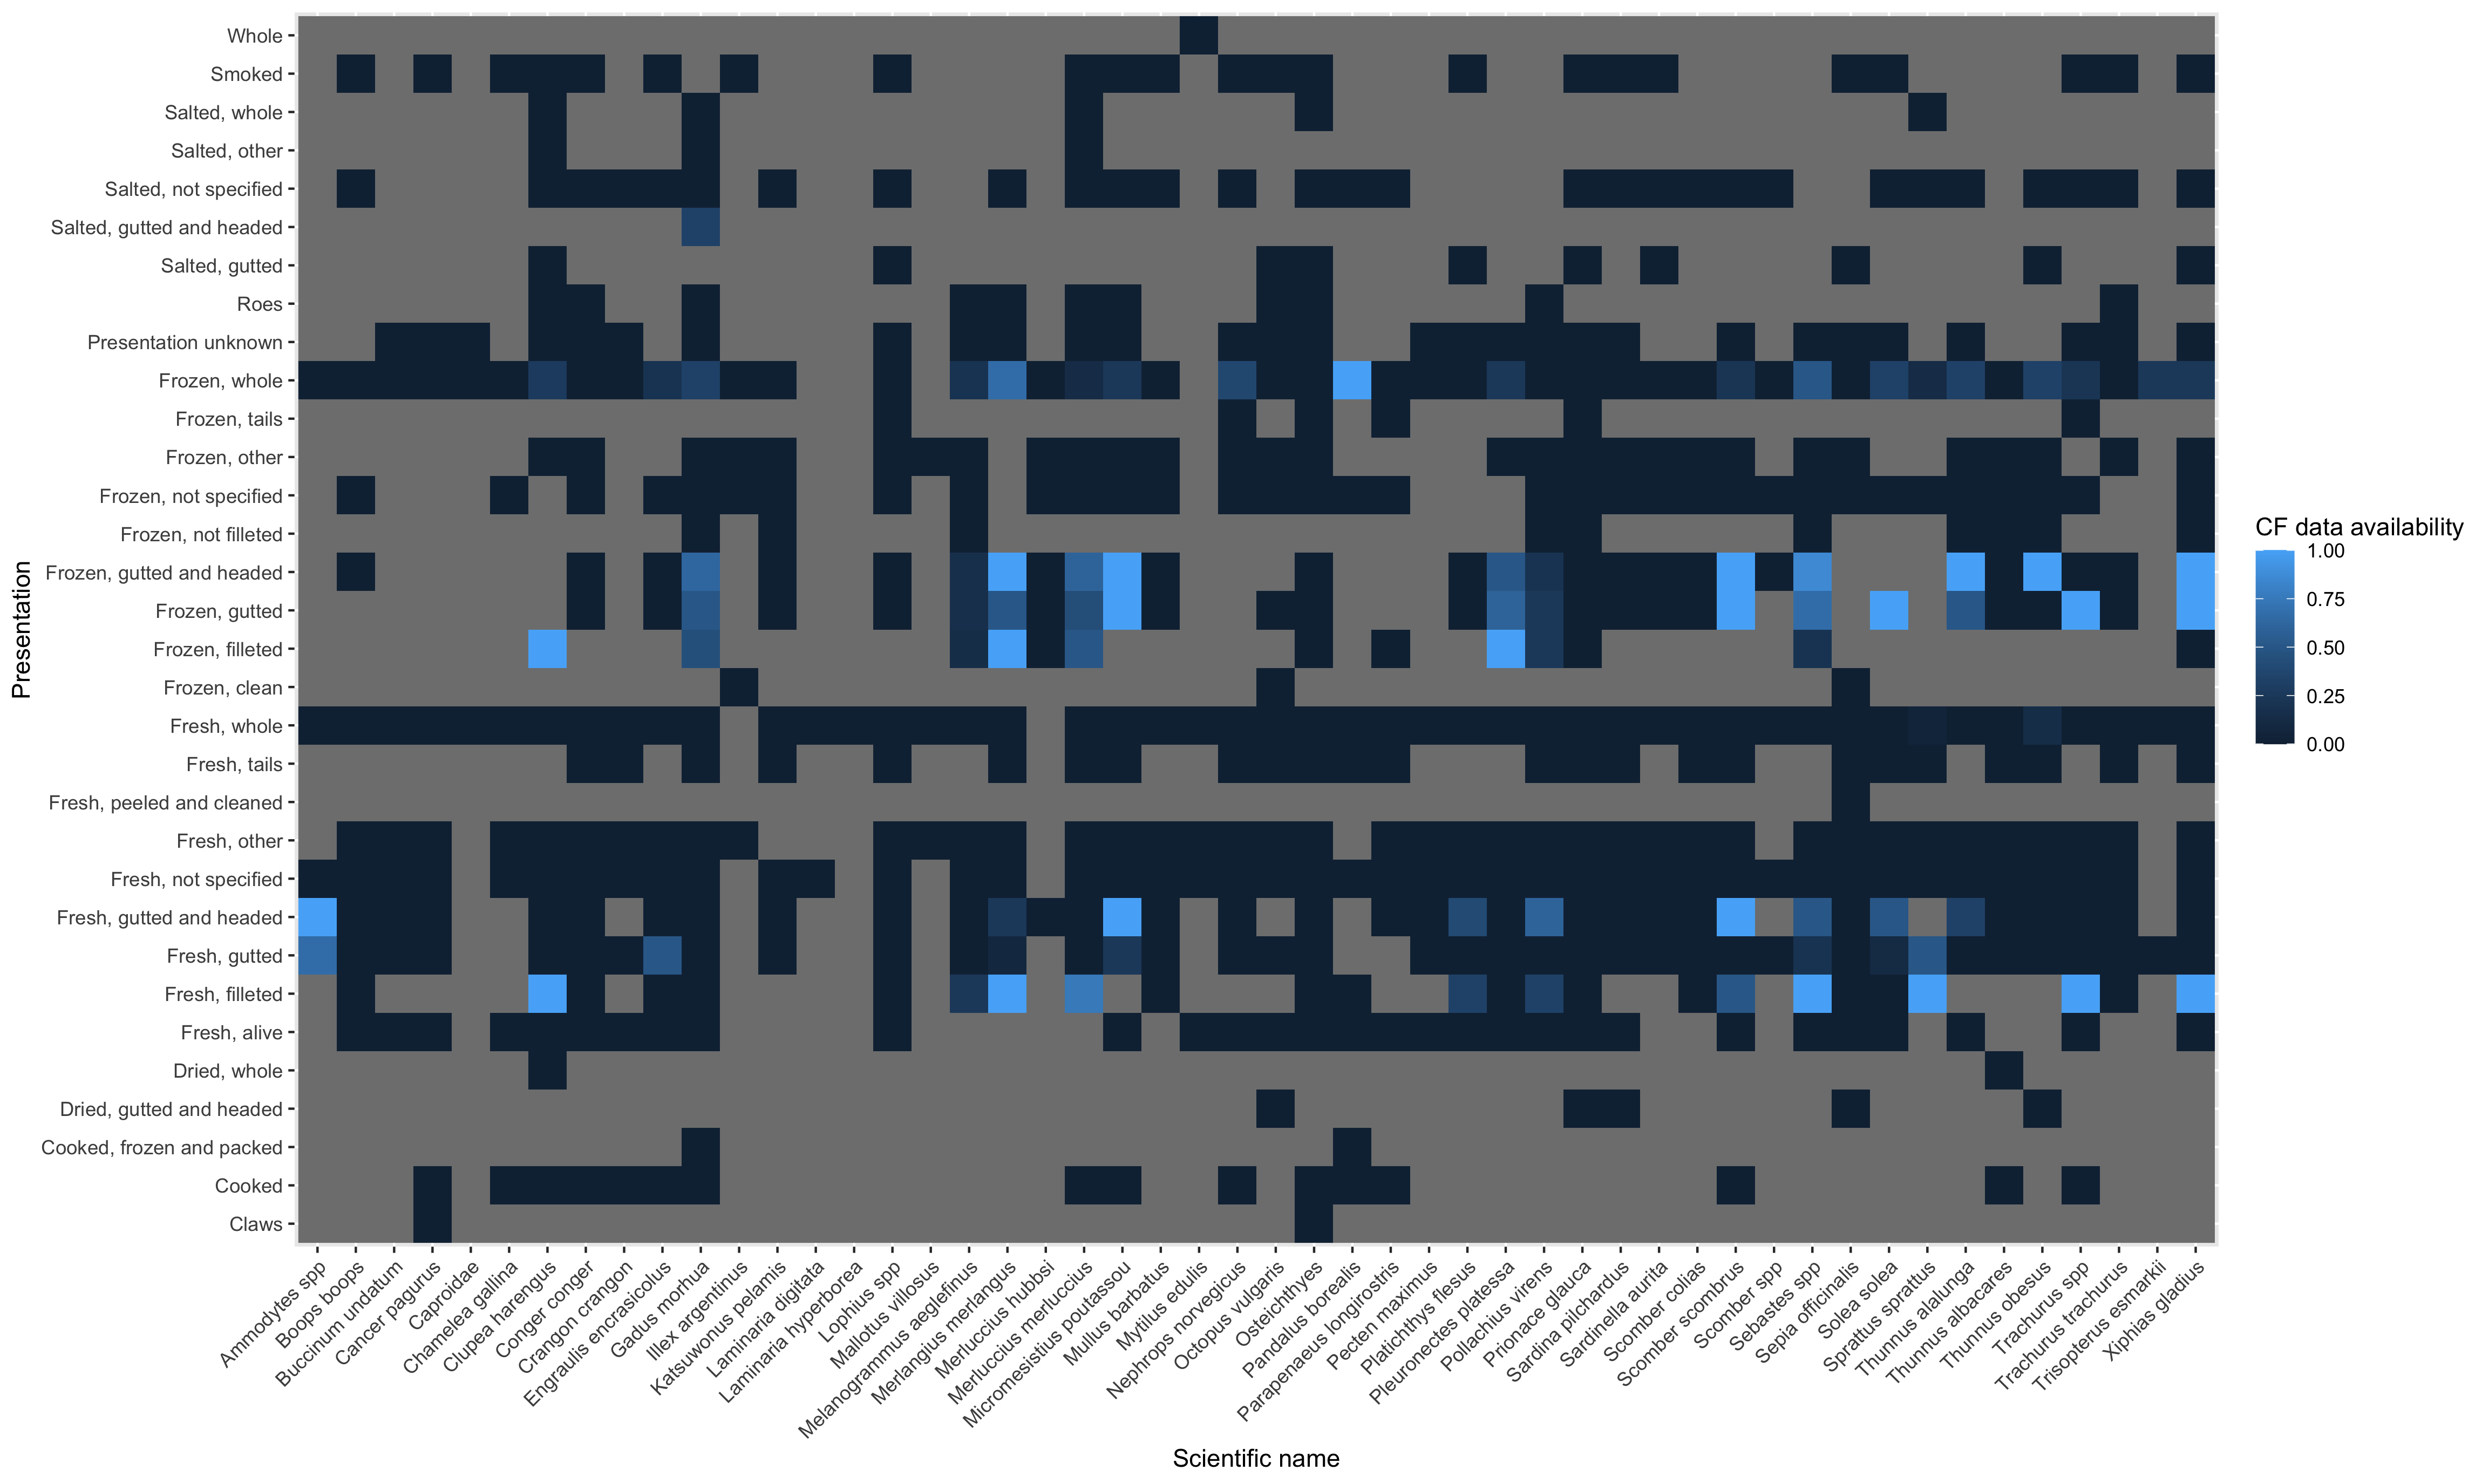 Whole
Smoked
Salted, whole
Salted, other
Salted, not specified
Salted, gutted and headed
Salted, gutted
Roes
Presentation unknown
Frozen, whole
Frozen, tails
Frozen, other
Frozen, not specified
Frozen, not filleted
Frozen, gutted and headed
Frozen, gutted
Frozen, filleted
Frozen, clean
Fresh, whole
Fresh, tails
Fresh, peeled and cleaned
Fresh, other
Fresh, not specified
Fresh, gutted and headed
Fresh, gutted
Fresh, filleted
Fresh, alive
Dried, whole
Dried, gutted and headed
Cooked, frozen and packed
Cooked
Claws
Presentation
Ammodytes spp
Boops boops
Buccinum undatum
Cancer pagurus
Caproidae
Chamelea gallina
Clupea harengus
Conger conger
Crangon crangon
Engraulis encrasicolus
Gadus morhua
Illex argentinus
Katsuwonus pelamis
Laminaria digitata
Laminaria hyperborea
Lophius spp
Mallotus villosus
Melanogrammus aeglefinus
Merlangius merlangus
Merluccius hubbsi
Merluccius merluccius
Micromesistius poutassou
Mullus barbatus
Mytilus edulis
Nephrops norvegicus
Octopus vulgaris
Osteichthyes
Pandalus borealis
Parapenaeus longirostris
Pecten maximus
Platichthys flesus
Pleuronectes platessa
Pollachius virens
Prionace glauca
Sardina pilchardus
Sardinella aurita
Scomber colias
Scomber scombrus
Scomber spp
Sebastes spp
Sepia officinalis
Solea solea
Sprattus sprattus
Thunnus alalunga
Thunnus albacares
Thunnus obesus
Trachurus spp
Trachurus trachurus
Trisopterus esmarkii
Xiphias gladius
Scientific name
CF data availability
1.00
0.75
0.50
0.25
0.00